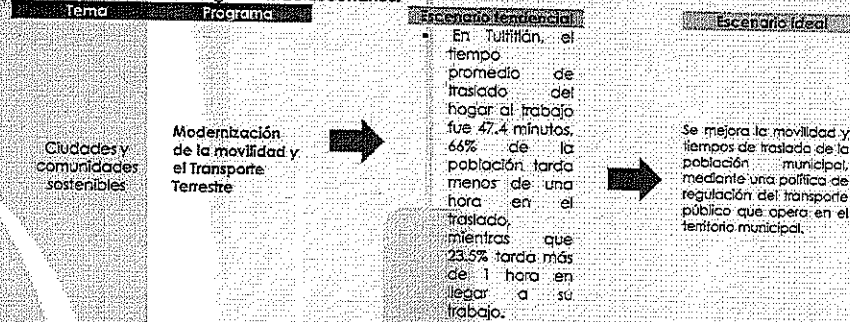 Tema
Programa
Escenario tendencial
Escenario ideal
Ciudades y
comunidades
sostenibles
Modernización
de la movilidad y
el Transporte
Terrestre
▪ En Tultitlán, el
tiempo
promedio de
traslado del
hogar al trabajo
fue 47.4 minutos,
66% de la
población tarda
menos de una
hora en el
traslado,
mientras que
23.5% tarda más
de 1 hora en
llegar a su
trabajo.
Se mejora la movilidad y
tiempos de traslado de la
población municipal,
mediante una política de
regulación del transporte
público que opera en el
territorio municipal.